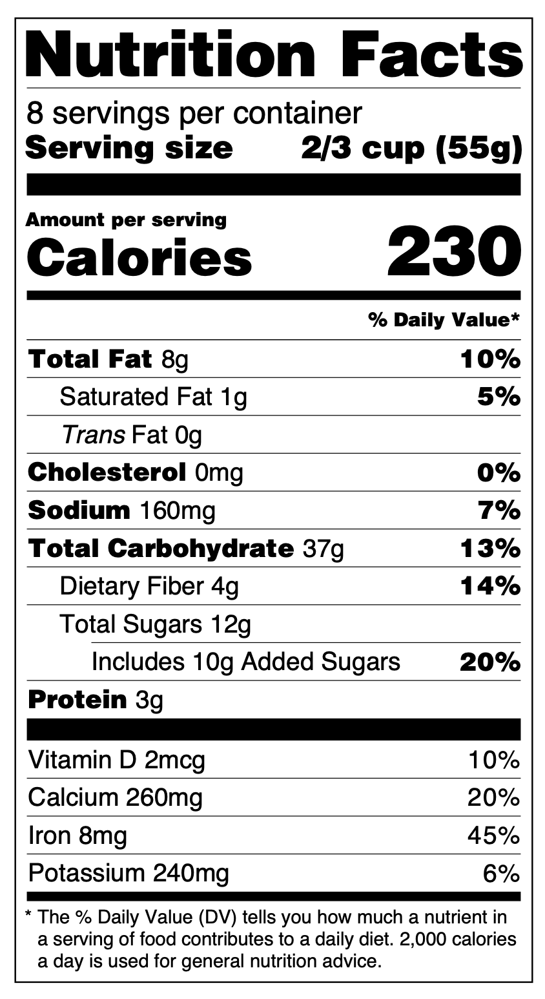 Nutrition Facts
8 servings per container
Serving size 2/3 cup (55g)
Amount per serving
Calories 230
% Daily Value*
Total Fat 8g 10%
Saturated Fat 1g 5%
Trans Fat 0g
Cholesterol 0mg 0%
Sodium 160mg 7%
Total Carbohydrate 37g 13%
Dietary Fiber 4g 14%
Total Sugars 12g
Includes 10g Added Sugars 20%
Protein 3g
Vitamin D 2mcg 10%
Calcium 260mg 20%
Iron 8mg 45%
Potassium 240mg 6%
* The % Daily Value (DV) tells you how much a nutrient in
a serving of food contributes to a daily diet. 2,000 calories
a day is used for general nutrition advice.